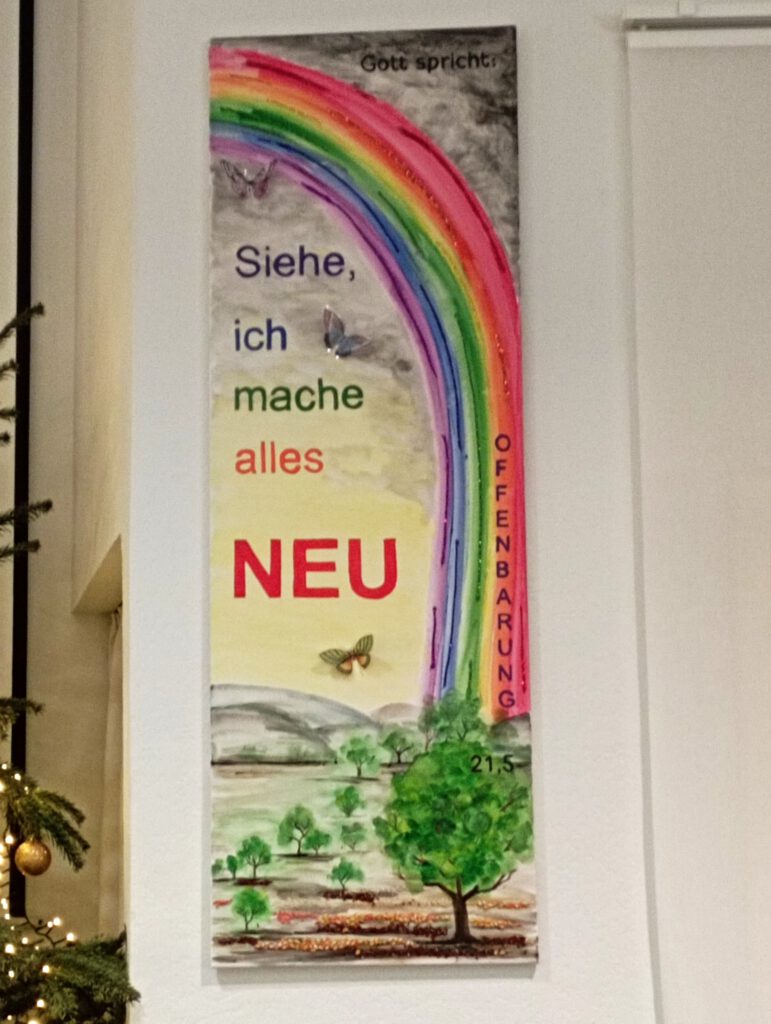 Gott spricht:
Siehe,
ich
mache
alles
NEU
OFFENBARUNG
21,5